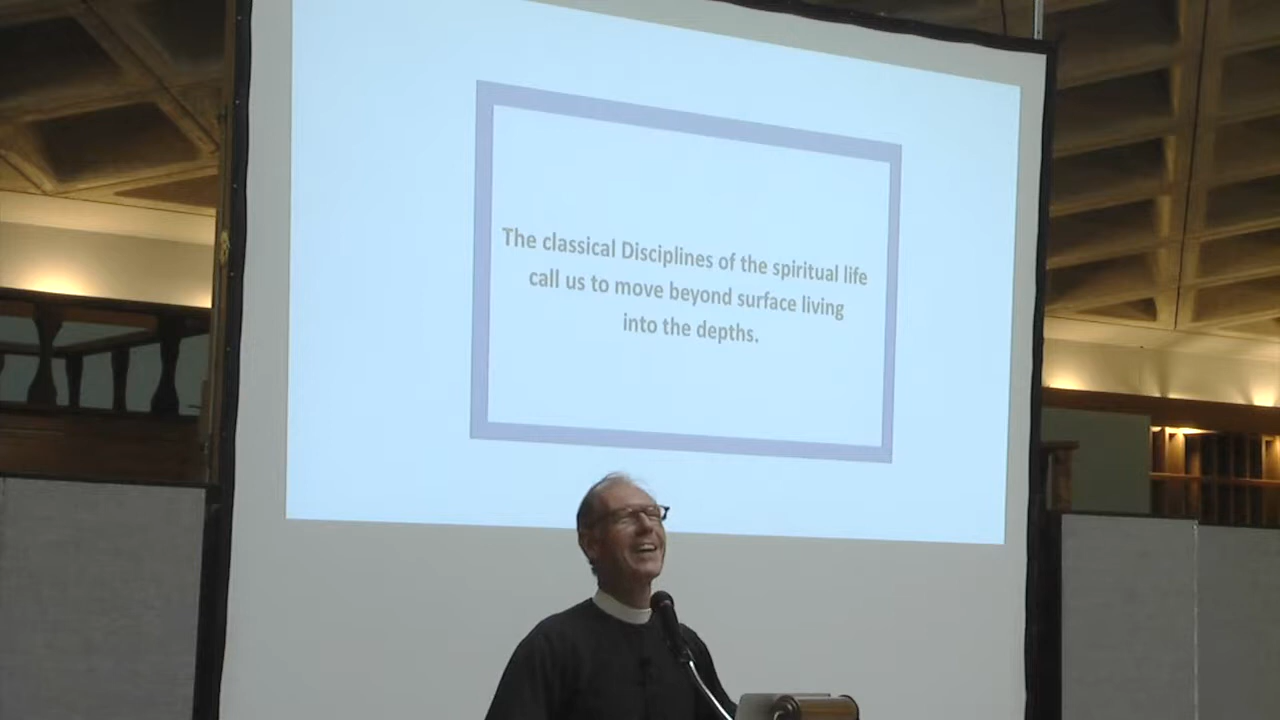 The classical Disciplines of the spiritual life
call us to move beyond surface living
into the depths.